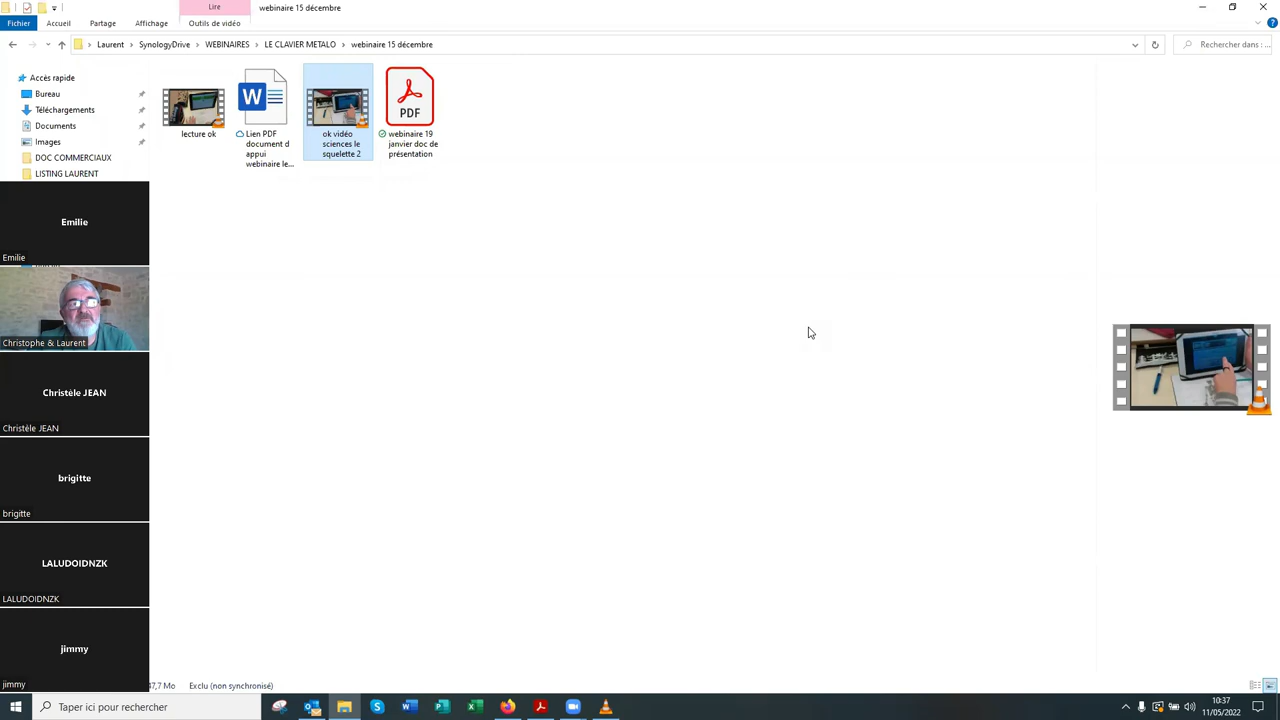 Lire
webinaire 15 décembre
Fichier
Accueil
Partage
Affichage
Outils de vidéo
Laurent > SynologyDrive > WEBINAIRES > LE CLAVIER METALO > webinaire 15 décembre
Rechercher dans : ...
Accès rapide
Bureau
Téléchargements
Documents
Images
DOC COMMERCIAUX
LISTING LAURENT
lecture ok
W
Lien PDF
document d
appui
webinaire le...
ok vidéo
sciences le
squelette 2
PDF
webinaire 19
janvier doc de
présentation
Emilie
Emilie
Christophe & Laurent
Christèle JEAN
Christèle JEAN
brigitte
brigitte
LALUDOIDNZK
LALUDOIDNZK
jimmy
jimmy
47,7 Mo
Exclu (non synchronisé)
Taper ici pour rechercher
10:37
11/05/2022